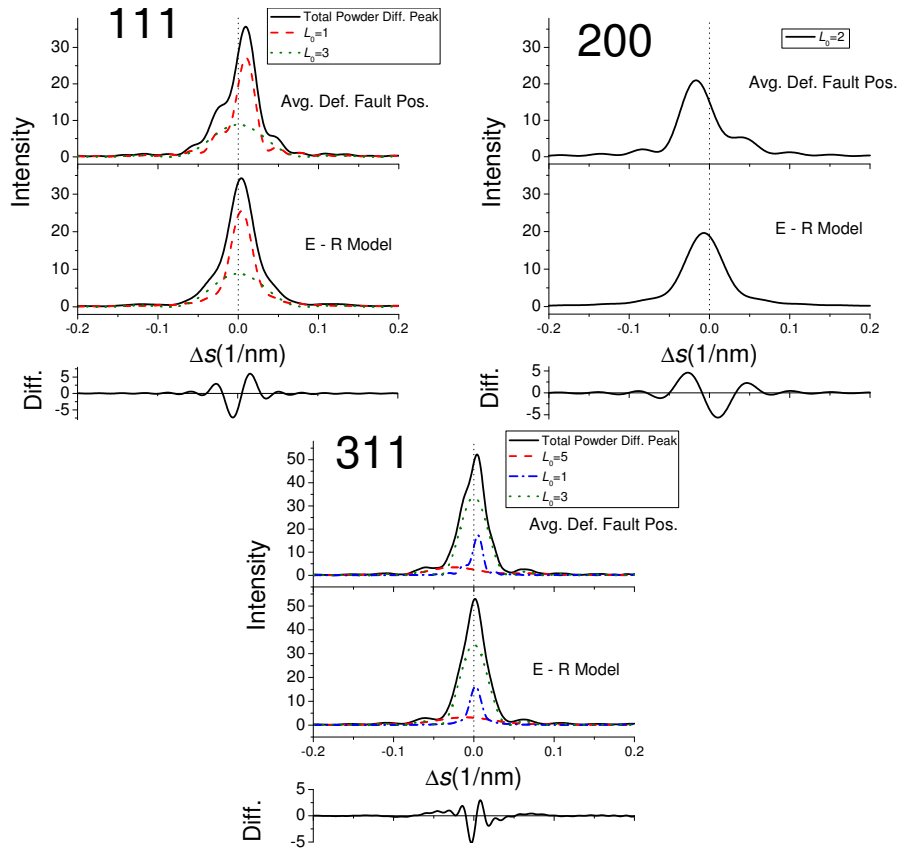 111
Total Powder Diff. Peak
L0=1
L0=3
Avg. Def. Fault Pos.
30
20
10
0
Intensity
E - R Model
30
20
10
0
-0.2 -0.1 0.0 0.1 0.2
Δs(1/nm)
5
0
-5
Diff.
200
L0=2
Avg. Def. Fault Pos.
30
20
10
0
Intensity
E - R Model
30
20
10
0
-0.2 -0.1 0.0 0.1 0.2
Δs(1/nm)
5
0
-5
Diff.
311
Total Powder Diff. Peak
L0=5
L0=1
L0=3
Avg. Def. Fault Pos.
50
40
30
20
10
0
Intensity
E - R Model
50
40
30
20
10
0
-0.2 -0.1 0.0 0.1 0.2
Δs(1/nm)
5
0
-5
Diff.